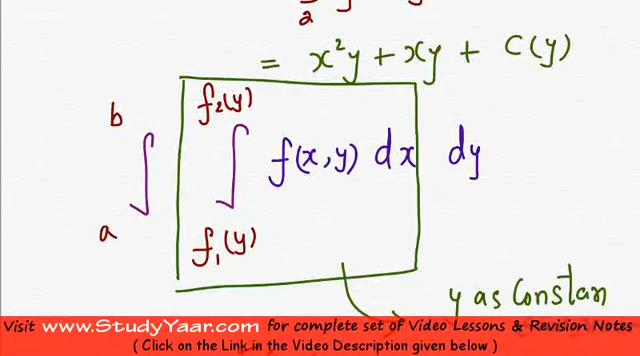 = x²y + xy + C(y)
b f₂(y)
∫ ∫ f(x,y) dx dy
a f₁(y)
y as Constan
Visit www.StudyYaar.com for complete set of Video Lessons & Revision Notes
( Click on the Link in the Video Description given below )